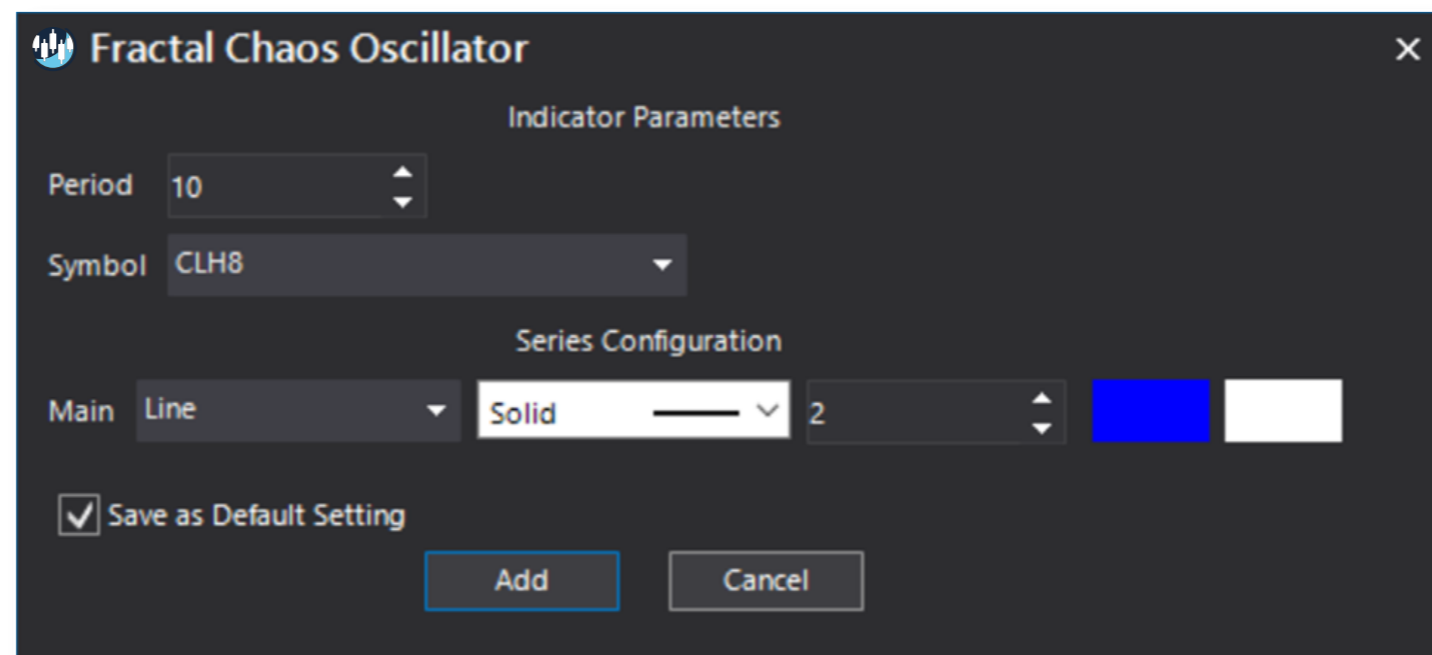 Fractal Chaos Oscillator
Indicator Parameters
Period 10
Symbol CLH8
Series Configuration
Main Line Solid 2
Save as Default Setting
Add Cancel